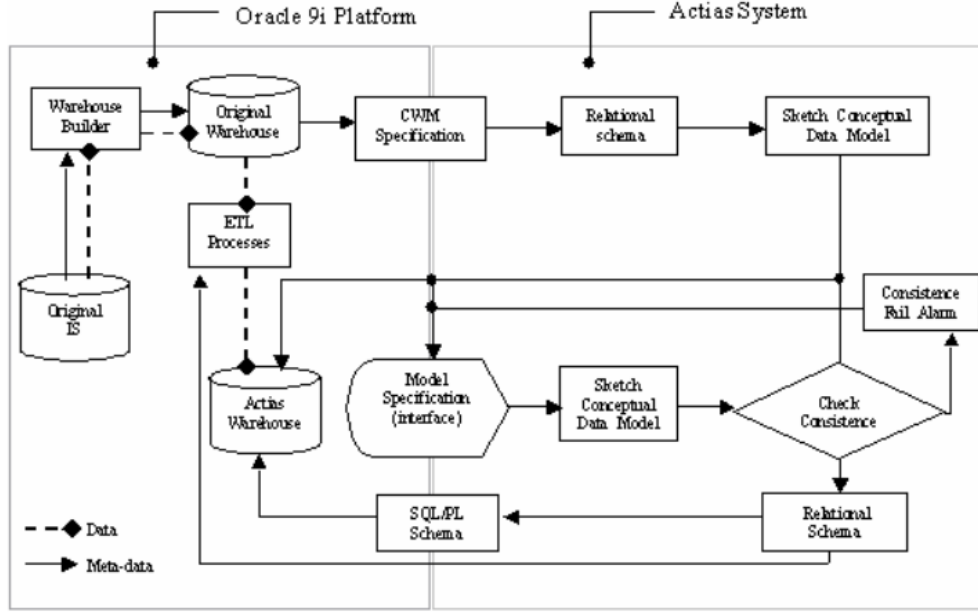 Oracle 9i Platform
Actias System
Warehouse
Builder
Original
Warehouse
CWM
Specification
Relational
schema
Sketch Conceptual
Data Model
ETL
Processes
Original
IS
Consistence
Fail Alarm
Actias
Warehouse
Model
Specification
(interface)
Sketch
Conceptual
Data Model
Check
Consistence
SQL/PL
Schema
Relational
Schema
Data
Meta-data